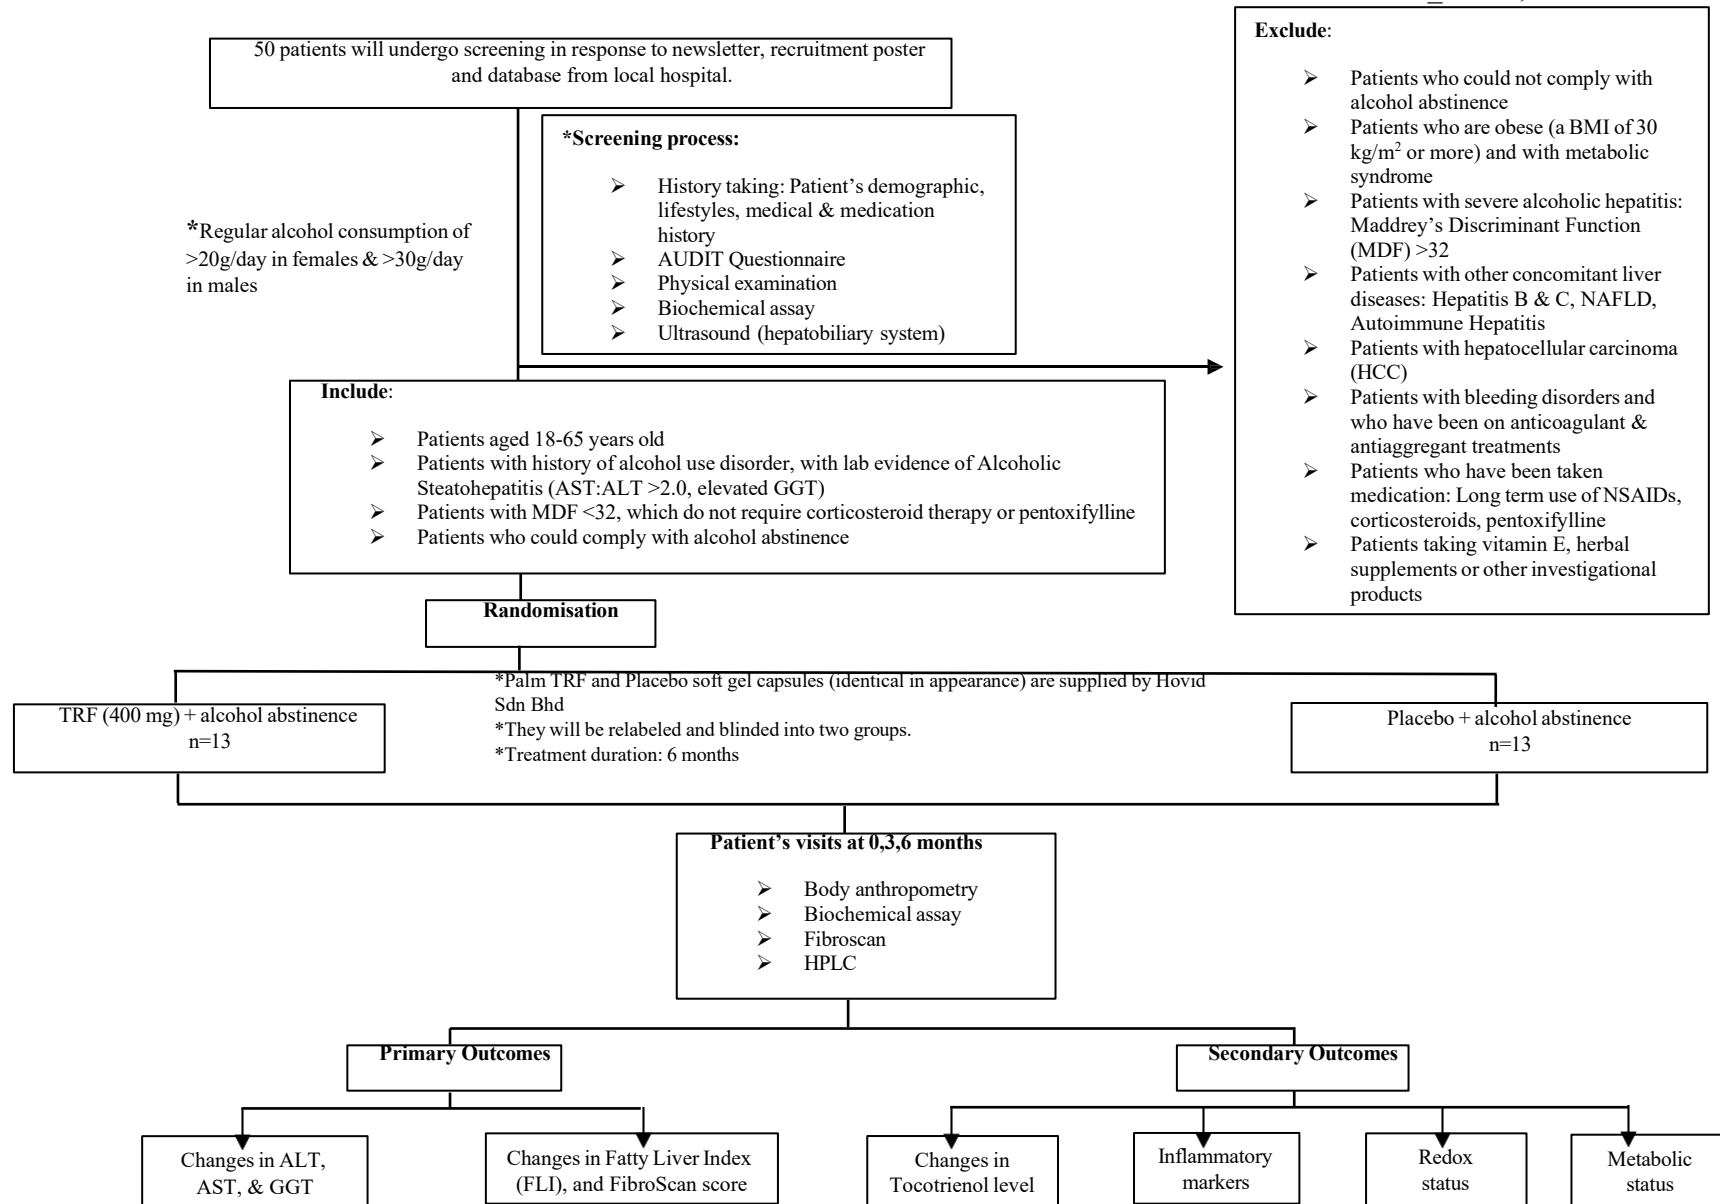 50 patients will undergo screening in response to newsletter, recruitment poster
and database from local hospital.
*Screening process:
➢ History taking: Patient's demographic,
lifestyles, medical & medication
history
➢ AUDIT Questionnaire
➢ Physical examination
➢ Biochemical assay
➢ Ultrasound (hepatobiliary system)
*Regular alcohol consumption of
>20g/day in females & >30g/day
in males
Exclude:
➢ Patients who could not comply with
alcohol abstinence
➢ Patients who are obese (a BMI of 30
kg/m² or more) and with metabolic
syndrome
➢ Patients with severe alcoholic hepatitis:
Maddrey's Discriminant Function
(MDF) >32
➢ Patients with other concomitant liver
diseases: Hepatitis B & C, NAFLD,
Autoimmune Hepatitis
➢ Patients with hepatocellular carcinoma
(HCC)
➢ Patients with bleeding disorders and
who have been on anticoagulant &
antiaggregant treatments
➢ Patients who have been taken
medication: Long term use of NSAIDs,
corticosteroids, pentoxifylline
➢ Patients taking vitamin E, herbal
supplements or other investigational
products
Include:
➢ Patients aged 18-65 years old
➢ Patients with history of alcohol use disorder, with lab evidence of Alcoholic
Steatohepatitis (AST:ALT >2.0, elevated GGT)
➢ Patients with MDF <32, which do not require corticosteroid therapy or pentoxifylline
➢ Patients who could comply with alcohol abstinence
Randomisation
*Palm TRF and Placebo soft gel capsules (identical in appearance) are supplied by Hovid
Sdn Bhd
*They will be relabeled and blinded into two groups.
*Treatment duration: 6 months
TRF (400 mg) + alcohol abstinence
n=13
Placebo + alcohol abstinence
n=13
Patient's visits at 0,3,6 months
➢ Body anthropometry
➢ Biochemical assay
➢ Fibroscan
➢ HPLC
Primary Outcomes
Secondary Outcomes
Changes in ALT,
AST, & GGT
Changes in Fatty Liver Index
(FLI), and FibroScan score
Changes in
Tocotrienol level
Inflammatory
markers
Redox
status
Metabolic
status